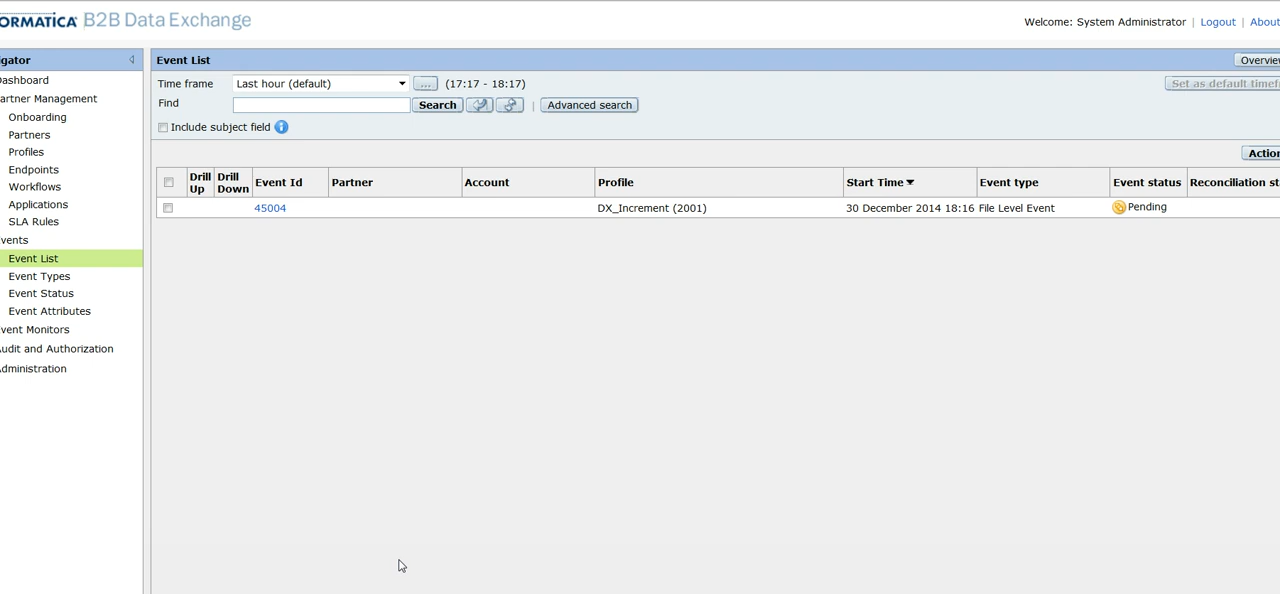 ORMATICA B2B Data Exchange
Welcome: System Administrator | Logout | About
igator
Dashboard
artner Management
Onboarding
Partners
Profiles
Endpoints
Workflows
Applications
SLA Rules
vents
Event List
Event Types
Event Status
Event Attributes
vent Monitors
udit and Authorization
dministration
Event List
Overview
Time frame Last hour (default) ... (17:17 - 18:17)
Set as default timefr
Find Search | Advanced search
Include subject field
Action
Drill Up Drill Down Event Id Partner Account Profile Start Time Event type Event status Reconciliation st
45004 DX_Increment (2001) 30 December 2014 18:16 File Level Event Pending